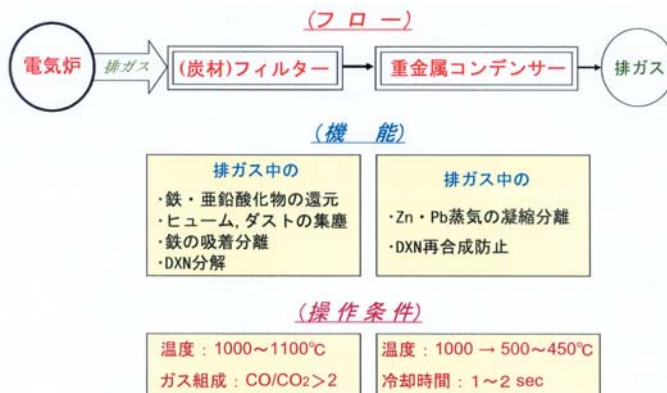 (フロー)
電気炉
排ガス
(炭材)フィルター
重金属コンデンサー
排ガス
(機 能)
排ガス中の
・鉄・亜鉛酸化物の還元
・ヒューム,ダストの集塵
・鉄の吸着分離
・DXN分解
排ガス中の
・Zn・Pb蒸気の凝縮分離
・DXN再合成防止
(操作条件)
温度:1000~1100℃
ガス組成:CO/CO₂>2
温度:1000 → 500~450℃
冷却時間:1~2 sec